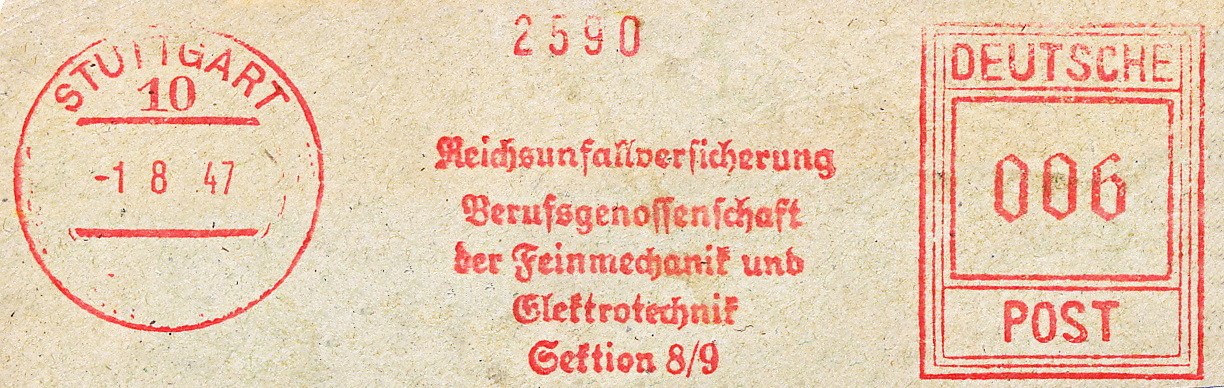 STUTTGART
10
-1 8 47
2590
Reichsunfallversicherung
Berufsgenossenschaft
der Feinmechanik und
Elektrotechnik
Sektion 8/9
DEUTSCHE
006
POST